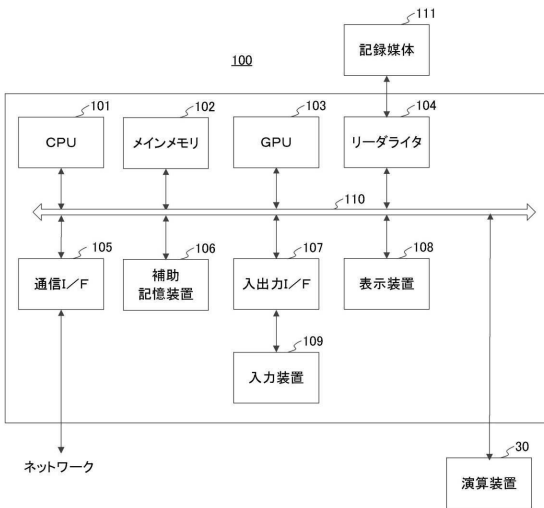 111
記録媒体
100
101
102
103
104
ＣＰＵ
メインメモリ
ＧＰＵ
リーダライタ
110
105
106
107
108
通信Ｉ／Ｆ
補助
記憶装置
入出力Ｉ／Ｆ
表示装置
109
入力装置
ネットワーク
30
演算装置